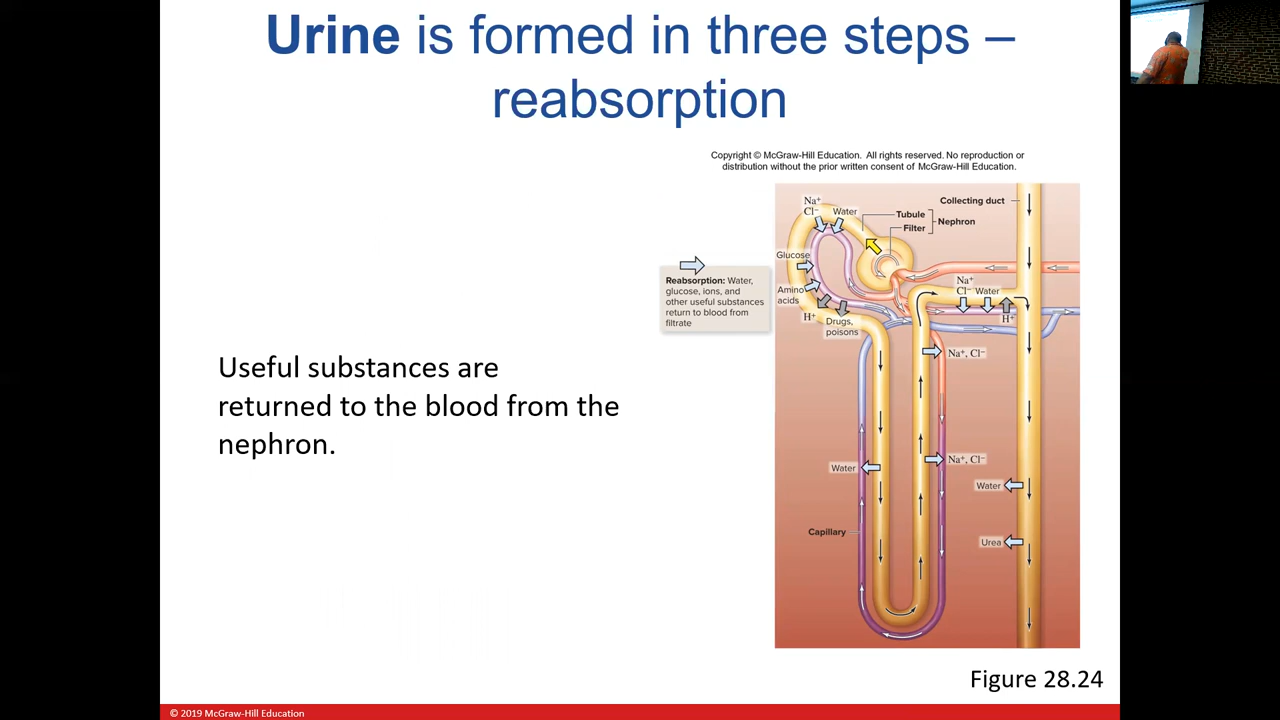 Urine is formed in three steps –
reabsorption
Copyright © McGraw-Hill Education. All rights reserved. No reproduction or
distribution without the prior written consent of McGraw-Hill Education.
Na⁺
Cl⁻
Water
Tubule
Filter
Nephron
Collecting duct
Glucose
Amino
acids
H⁺
Drugs,
poisons
Na⁺
Cl⁻ Water
H⁺
Na⁺, Cl⁻
Reabsorption: Water,
glucose, ions, and
other useful substances
return to blood from
filtrate
Useful substances are
returned to the blood from the
nephron.
Water
Na⁺, Cl⁻
Water
Capillary
Urea
Figure 28.24
© 2019 McGraw-Hill Education